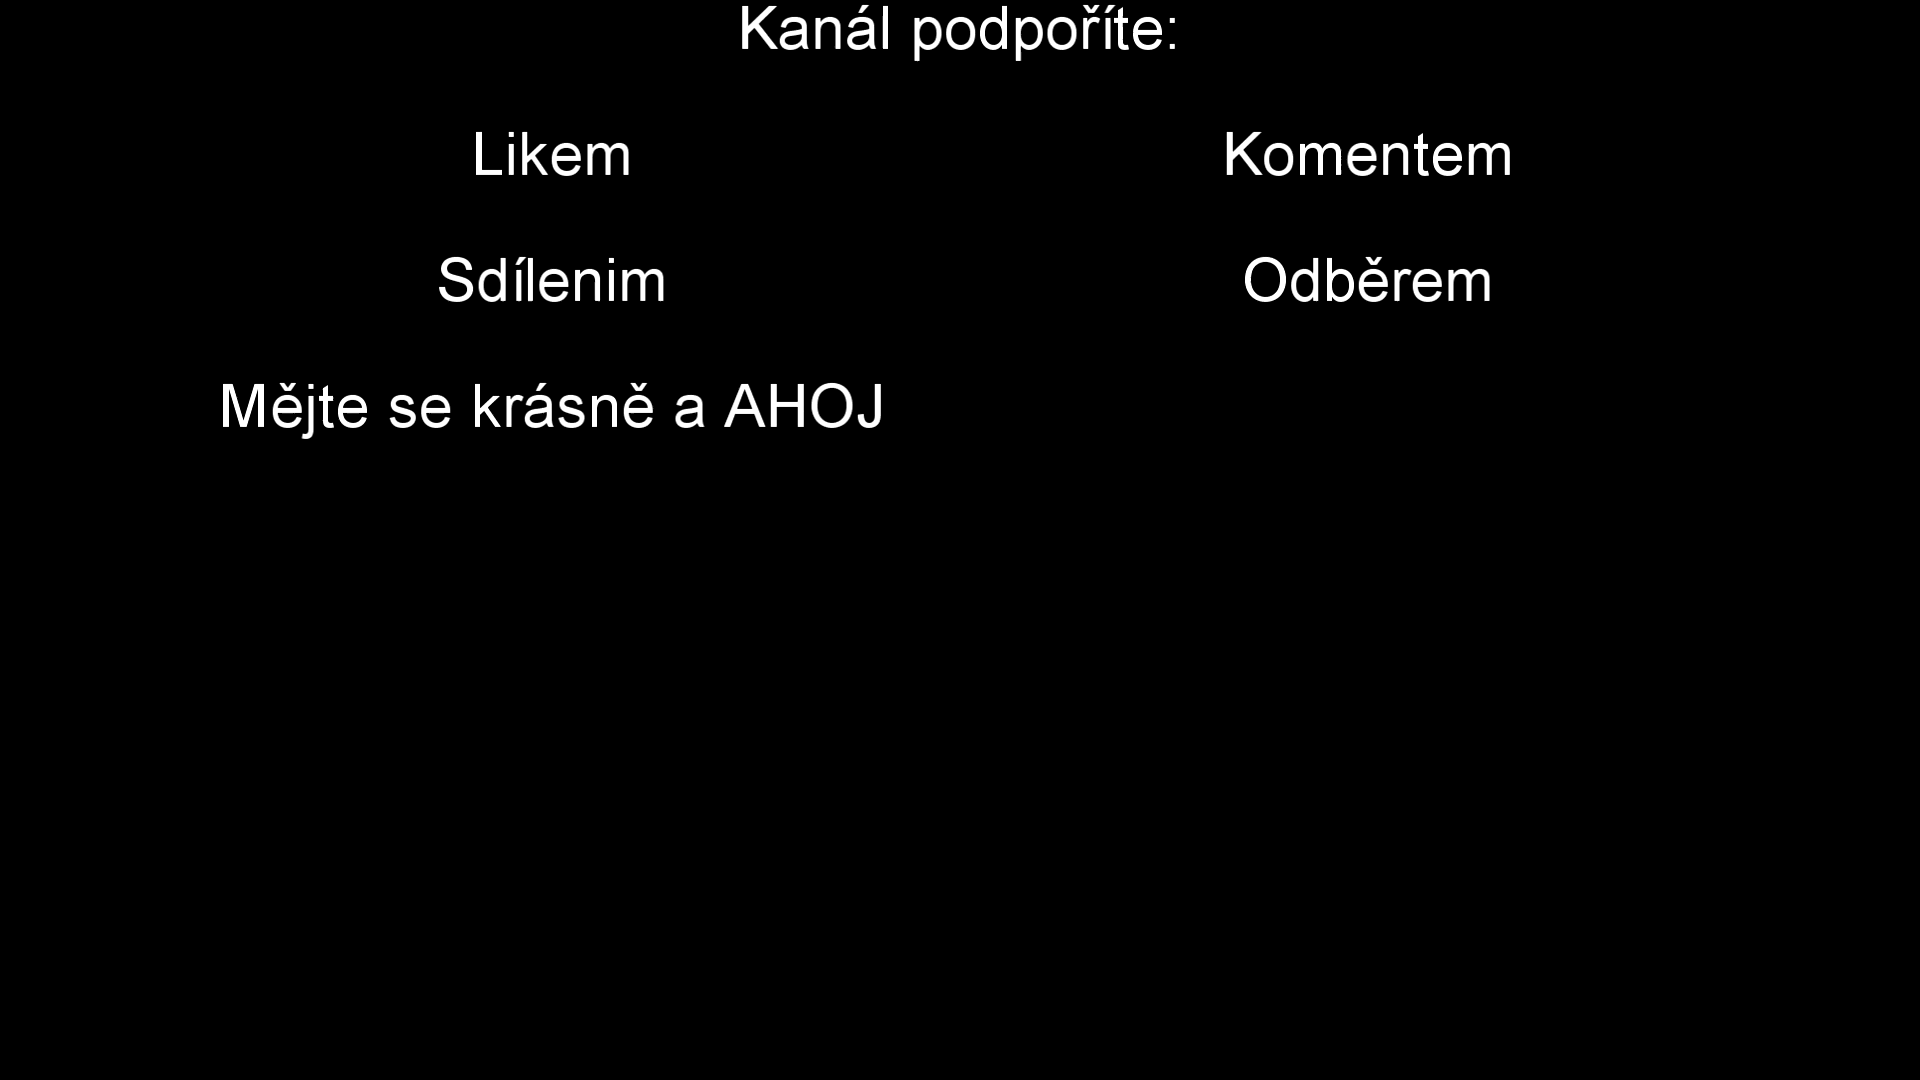 Kanál podpoříte:
Likem Komentem
Sdílenim Odběrem
Mějte se krásně a AHOJ